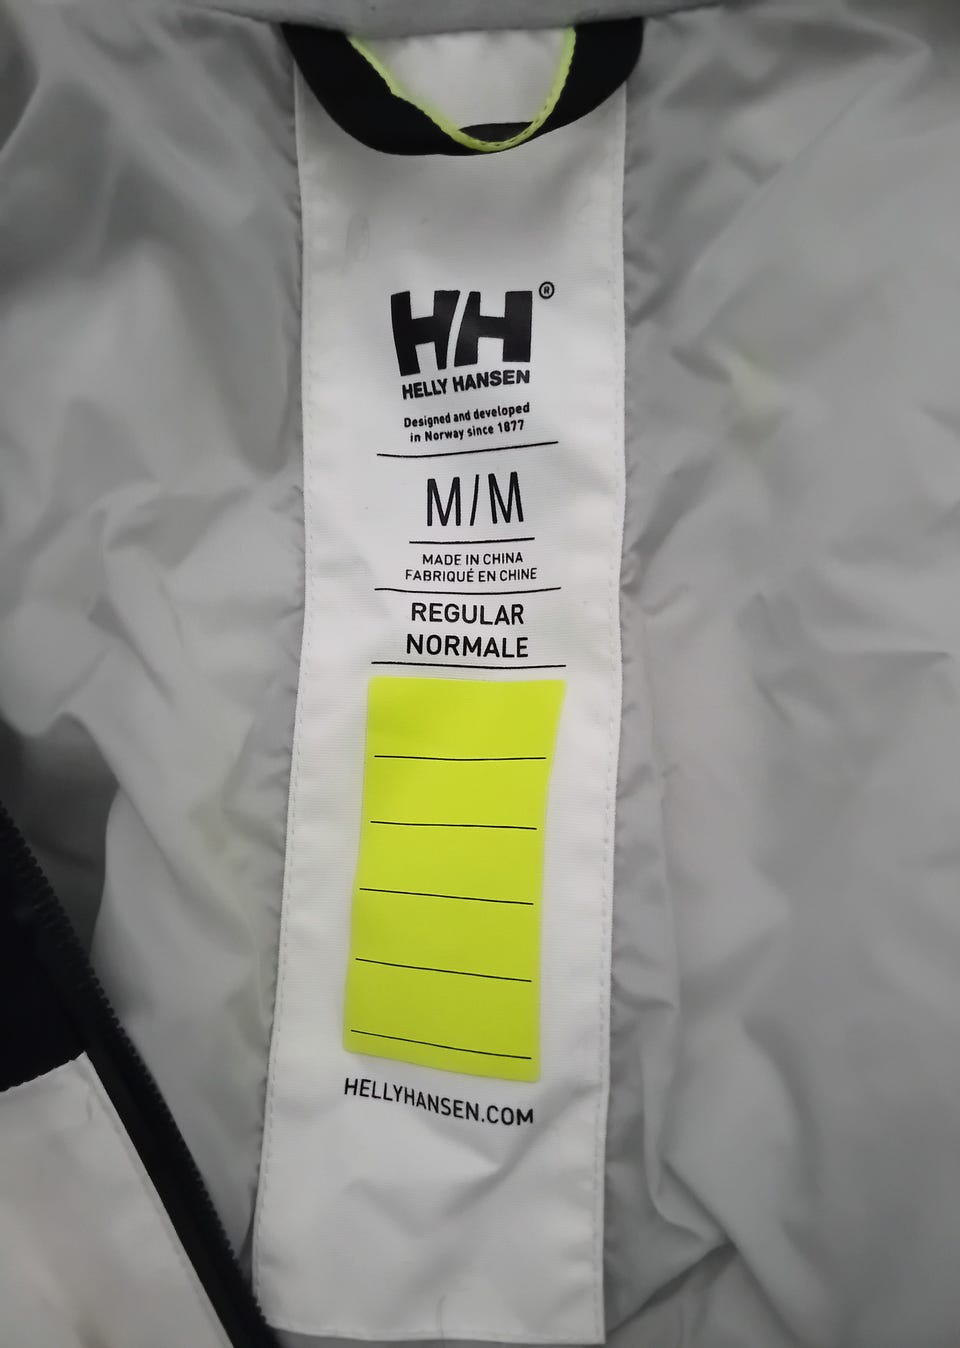 HH®
HELLY HANSEN
Designed and developed
in Norway since 1877
M/M
MADE IN CHINA
FABRIQUÉ EN CHINE
REGULAR
NORMALE
HELLYHANSEN.COM